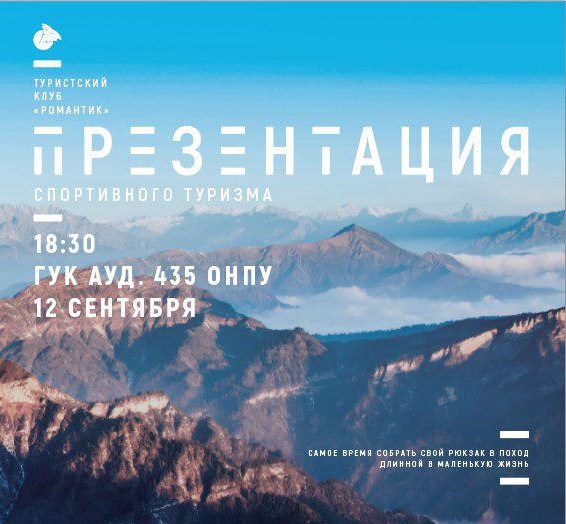 ТУРИСТСКИЙ
КЛУБ
«РОМАНТИК»
ПРЕЗЕНТАЦИЯ
СПОРТИВНОГО ТУРИЗМА
18:30
ГУК АУД. 435 ОНПУ
12 СЕНТЯБРЯ
САМОЕ ВРЕМЯ СОБРАТЬ СВОЙ РЮКЗАК В ПОХОД
ДЛИННОЙ В МАЛЕНЬКУЮ ЖИЗНЬ